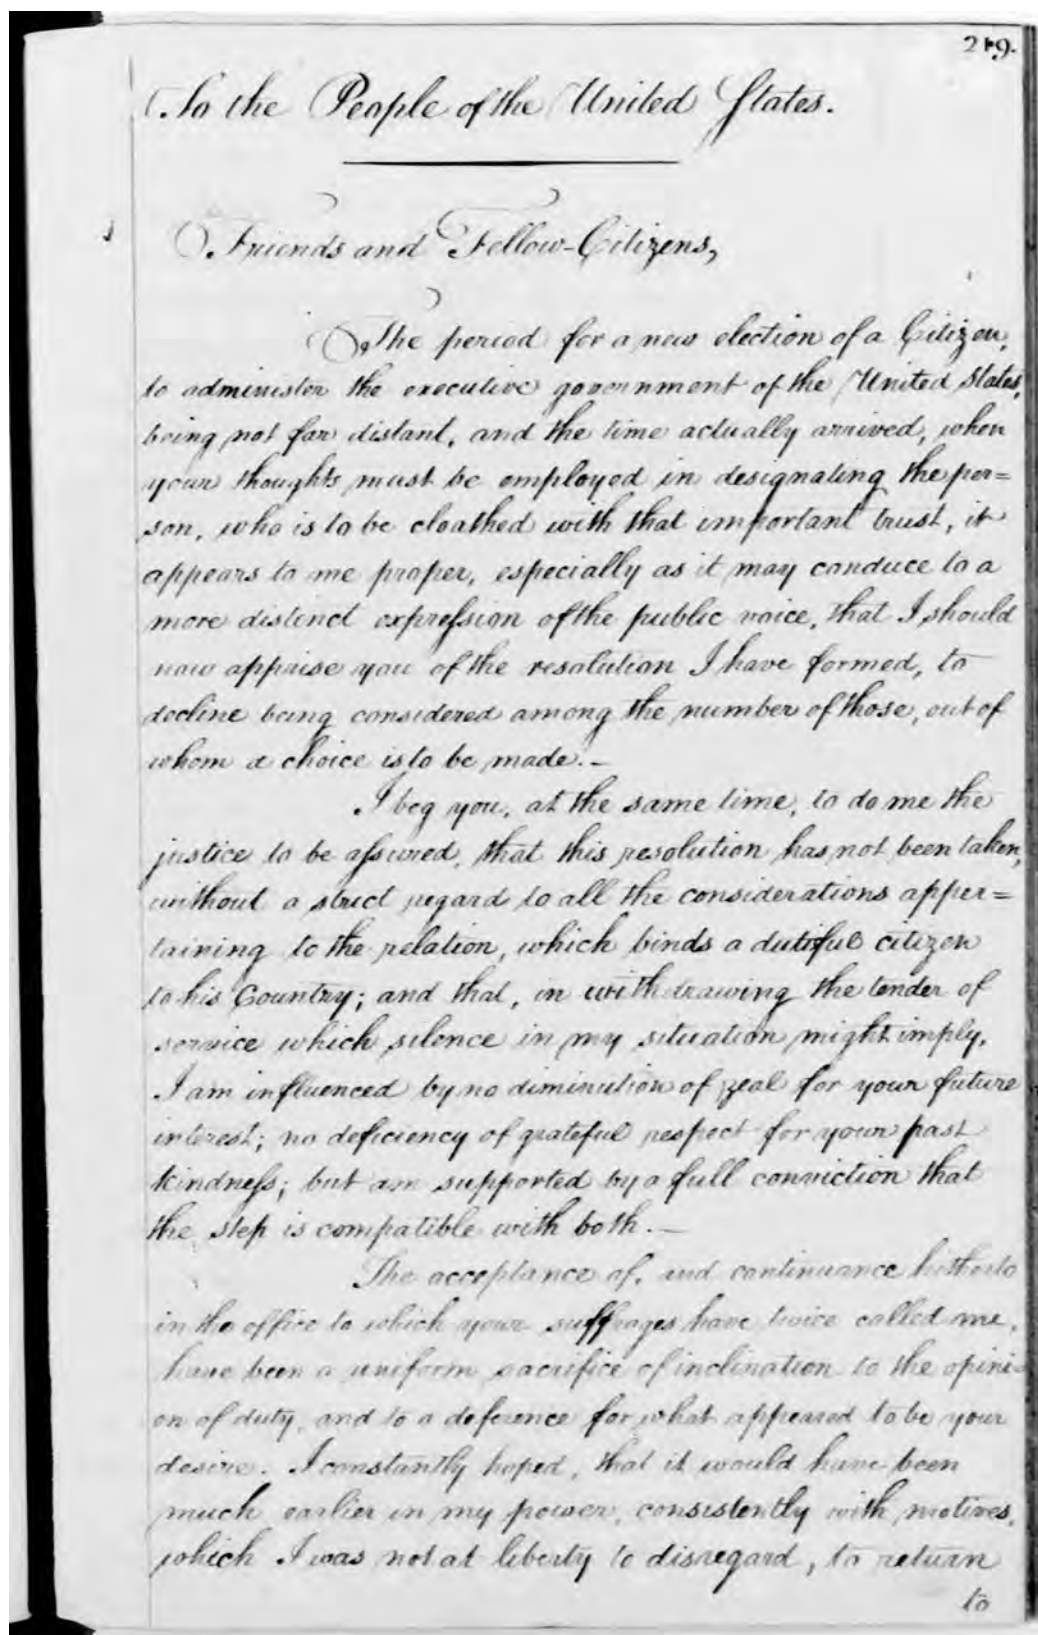 219.
To the People of the United States.
Friends and Fellow-Citizens,
The period for a new election of a Citizen,
to administer the executive government of the United States,
being not far distant, and the time actually arrived, when
your thoughts must be employed in designating the per=
son, who is to be cloathed with that important trust, it
appears to me proper, especially as it may conduce to a
more distinct expreſsion of the public voice, that I should
now apprise you of the resolution I have formed, to
decline being considered among the number of those, out of
whom a choice is to be made.—
I beg you, at the same time, to do me the
justice to be aſsured, that this resolution has not been taken,
without a strict regard to all the considerations apper=
taining to the relation, which binds a dutiful citizen
to his Country; and that, in withdrawing the tender of
service which silence in my situation might imply,
I am influenced by no diminution of zeal for your future
interest; no deficiency of grateful respect for your past
kindneſs; but am supported by a full conviction that
the step is compatible with both.—
The acceptance of, and continuance hitherto
in the office to which your suffrages have twice called me,
have been a uniform sacrifice of inclination to the opini=
on of duty, and to a deference for what appeared to be your
desire. I constantly hoped, that it would have been
much earlier in my power, consistently with motives,
which I was not at liberty to disregard, to return
to